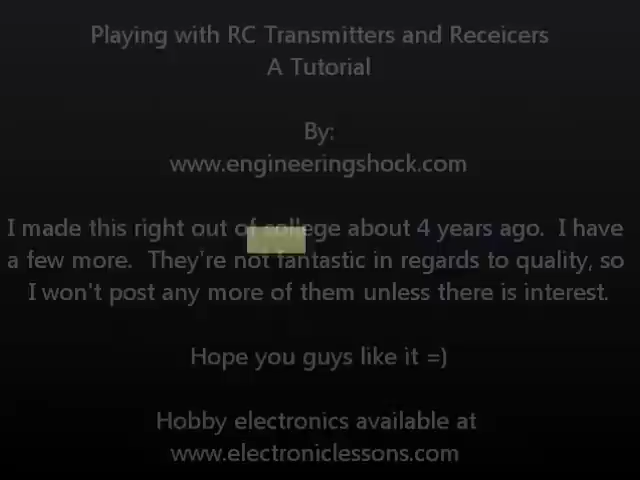 Playing with RC Transmitters and Receicers
A Tutorial
By:
www.engineeringshock.com
I made this right out of college about 4 years ago. I have
a few more. They're not fantastic in regards to quality, so
I won't post any more of them unless there is interest.
Hope you guys like it =)
Hobby electronics available at
www.electroniclessons.com